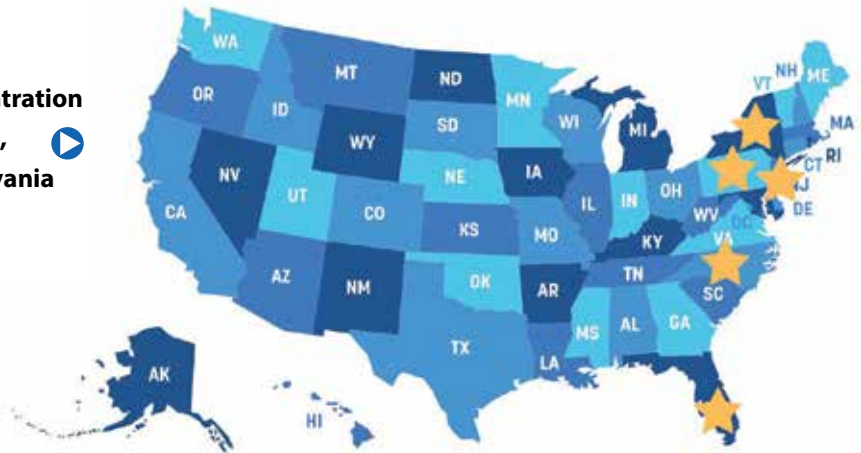 ntration
,
vania
WA
MT
ND
MN
VT
NH
ME
OR
ID
SD
WI
MI
MA
WY
RI
CT
NV
NE
IA
IN
OH
NJ
DE
UT
IL
WV
DC
CA
CO
KS
MO
KY
VA
AZ
NM
OK
AR
TN
SC
TX
MS
AL
GA
LA
AK
HI